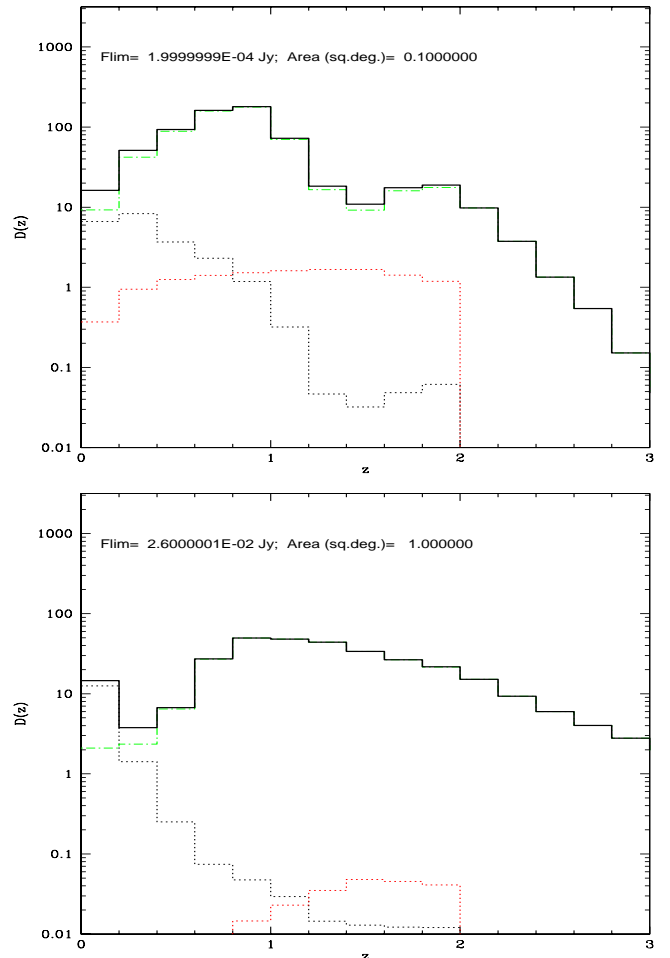 1000
Flim= 1.9999999E-04 Jy; Area (sq.deg.)= 0.1000000
100
10
D(z)
1
0.1
0.01
0 1 2 3
z
1000
Flim= 2.6000001E-02 Jy; Area (sq.deg.)= 1.000000
100
10
D(z)
1
0.1
0.01
0 1 2 3
z